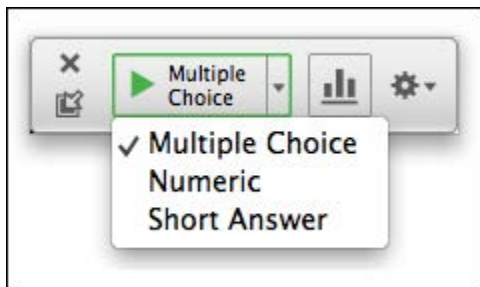 Multiple
Choice
Multiple Choice
Numeric
Short Answer